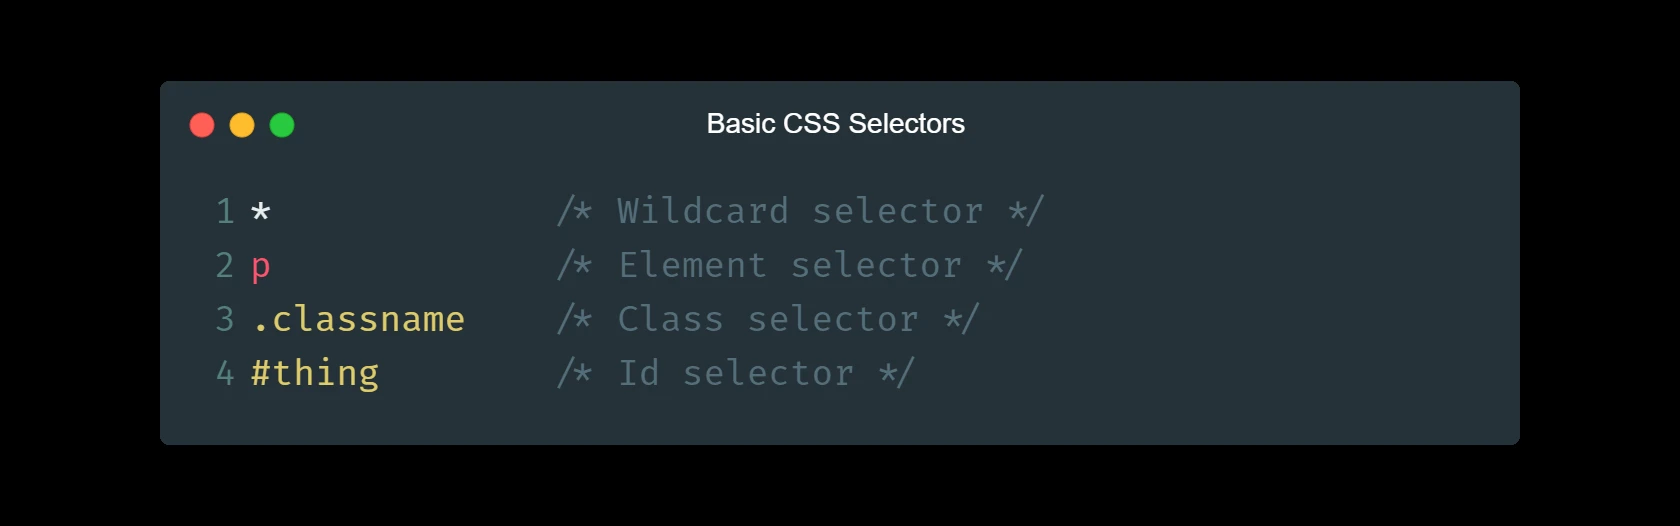 Basic CSS Selectors
1 * /* Wildcard selector */
2 p /* Element selector */
3 .classname /* Class selector */
4 #thing /* Id selector */